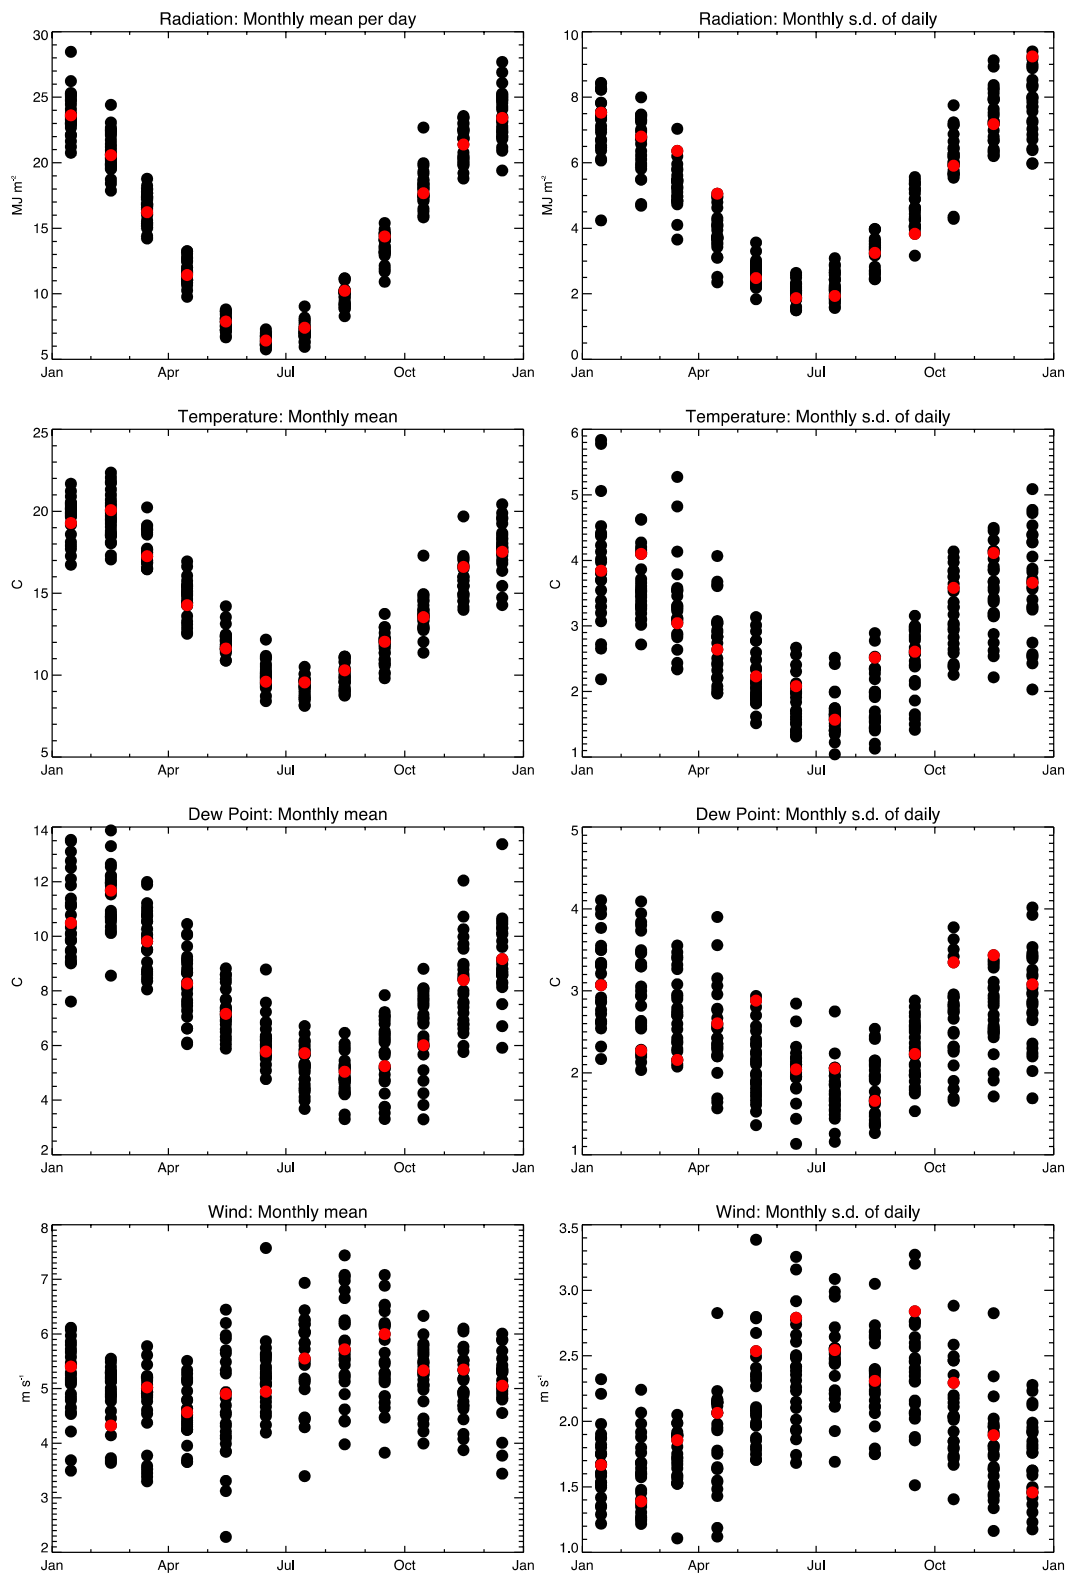 Radiation: Monthly mean per day
30
25
20
15
10
5
MJ m⁻²
Jan Apr Jul Oct Jan
Radiation: Monthly s.d. of daily
10
8
6
4
2
0
MJ m⁻²
Jan Apr Jul Oct Jan
Temperature: Monthly mean
25
20
15
10
5
C
Jan Apr Jul Oct Jan
Temperature: Monthly s.d. of daily
6
5
4
3
2
1
C
Jan Apr Jul Oct Jan
Dew Point: Monthly mean
14
12
10
8
6
4
2
C
Jan Apr Jul Oct Jan
Dew Point: Monthly s.d. of daily
5
4
3
2
1
C
Jan Apr Jul Oct Jan
Wind: Monthly mean
8
7
6
5
4
3
2
m s⁻¹
Jan Apr Jul Oct Jan
Wind: Monthly s.d. of daily
3.5
3.0
2.5
2.0
1.5
1.0
m s⁻¹
Jan Apr Jul Oct Jan